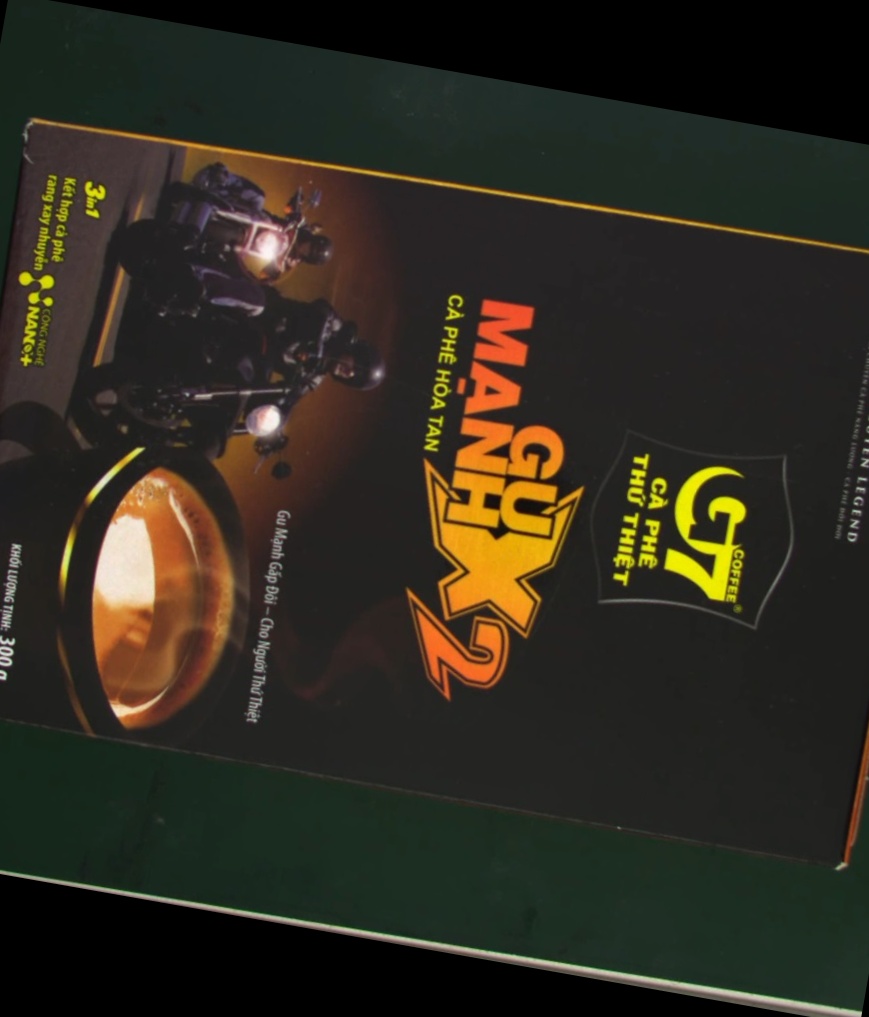 UYEN LEGEND
G7
COFFEE®
CÀ PHÊ
THỨ THIỆT
GU
MẠNH X2
CÀ PHÊ HÒA TAN
Gu Mạnh Gấp Đôi – Cho Người Thứ Thiệt
3in1
Kết hợp cà phê
rang xay nhuyễn
CÔNG NGHỆ
NANO+
KHỐI LƯỢNG TỊNH: 300 g